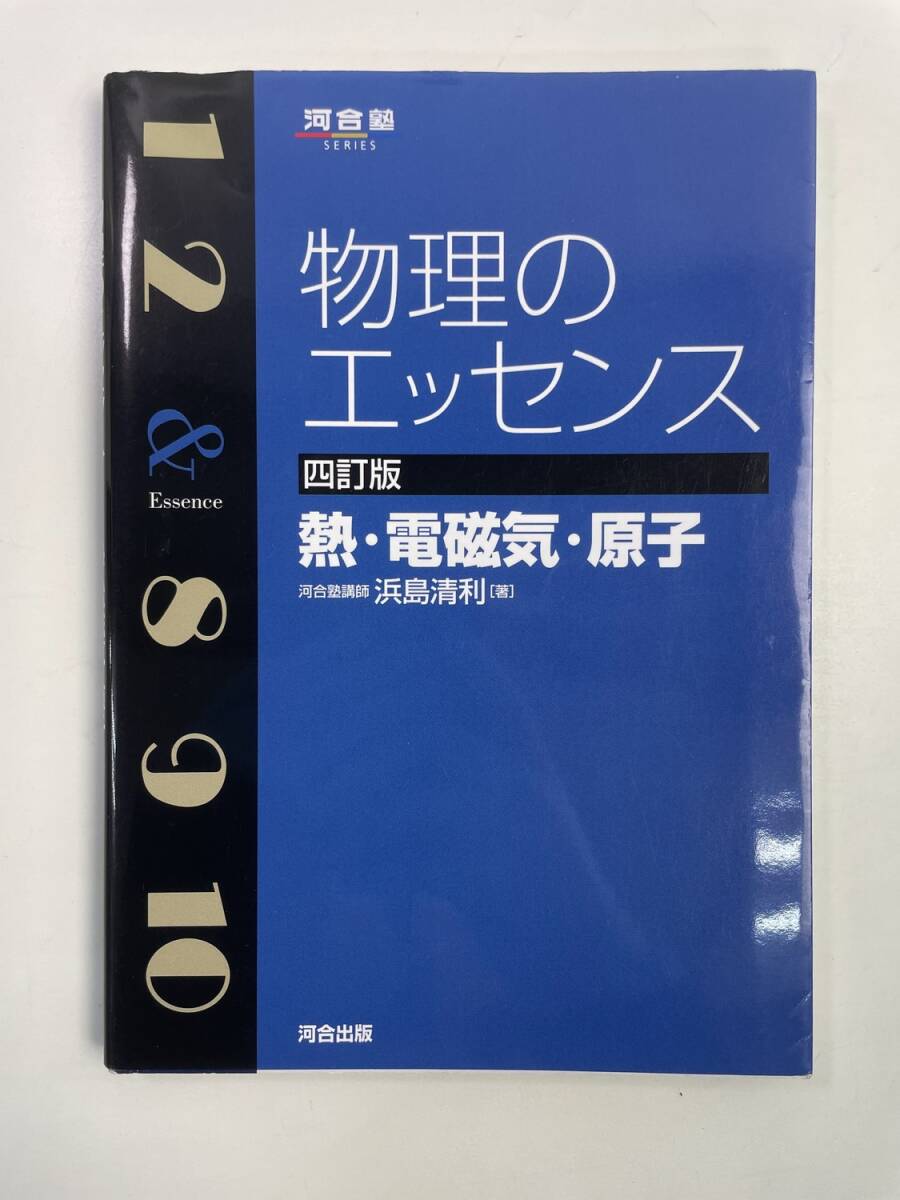 1 2 & 8 9 10
Essence
河合塾
SERIES
物理の
エッセンス
四訂版
熱・電磁気・原子
河合塾講師 浜島清利[著]
河合出版